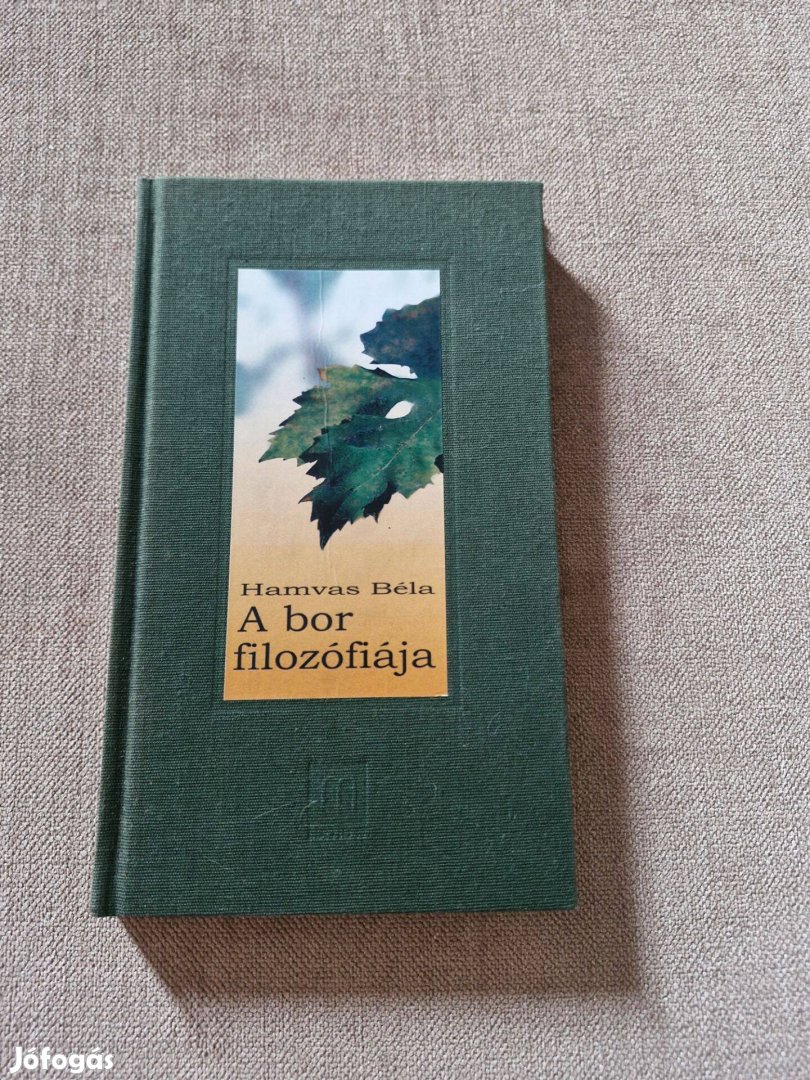 Hamvas Béla
A bor
filozófiája
Jófogás